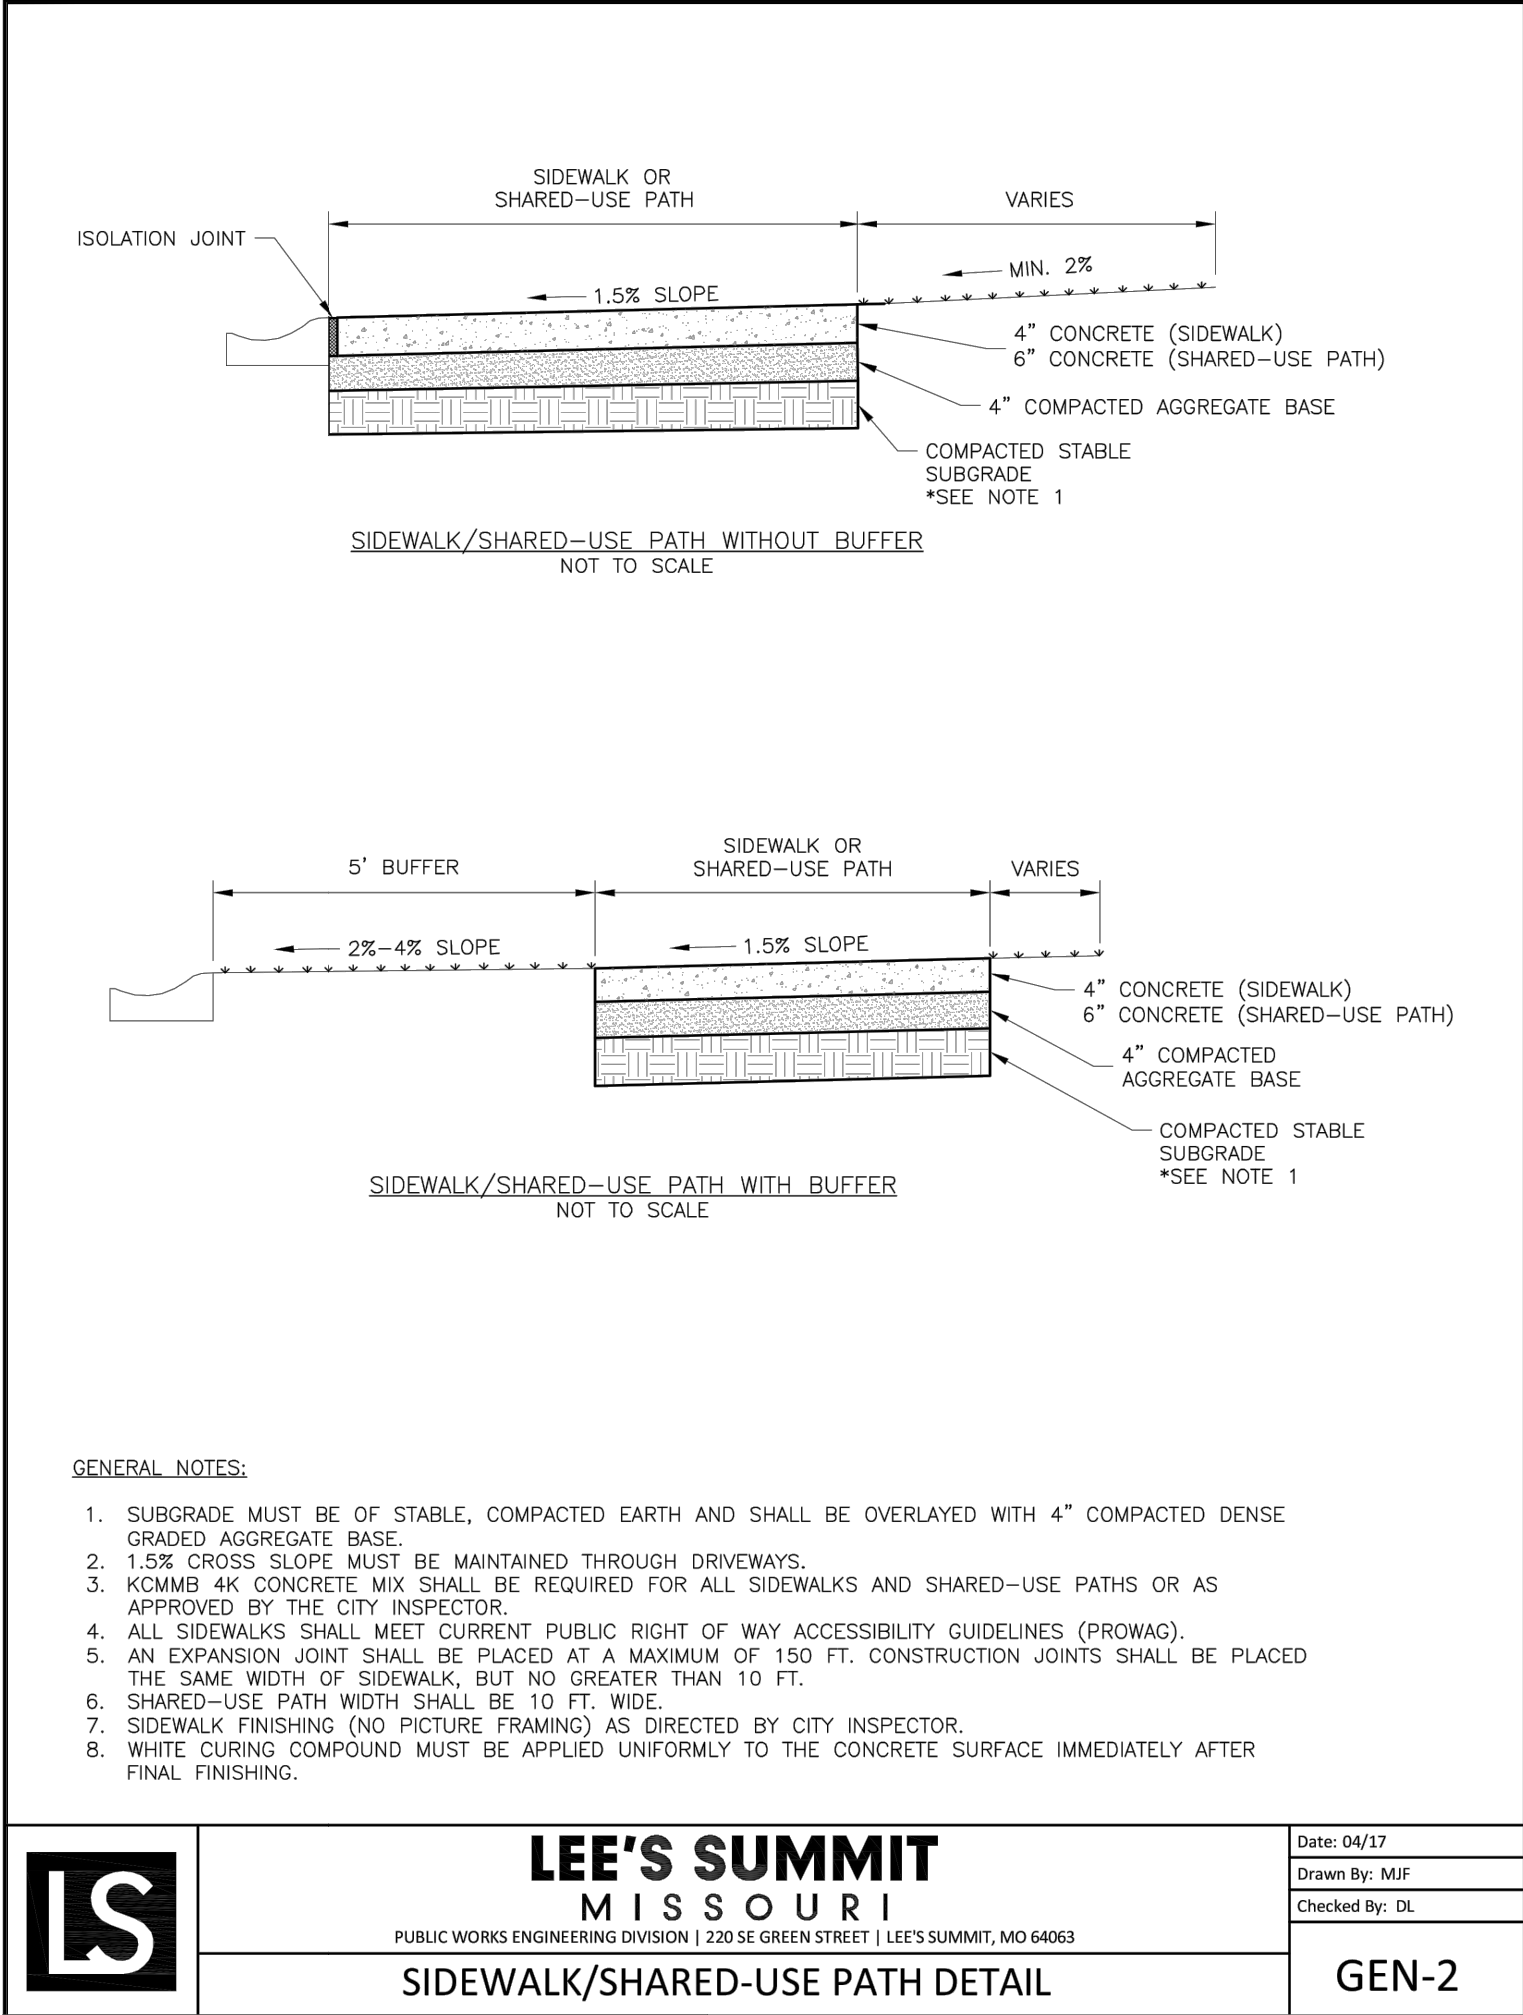 SIDEWALK OR
SHARED-USE PATH
VARIES
ISOLATION JOINT
MIN. 2%
1.5% SLOPE
4" CONCRETE (SIDEWALK)
6" CONCRETE (SHARED-USE PATH)
4" COMPACTED AGGREGATE BASE
COMPACTED STABLE
SUBGRADE
*SEE NOTE 1
SIDEWALK/SHARED-USE PATH WITHOUT BUFFER
NOT TO SCALE
5' BUFFER
SIDEWALK OR
SHARED-USE PATH
VARIES
2%-4% SLOPE
1.5% SLOPE
4" CONCRETE (SIDEWALK)
6" CONCRETE (SHARED-USE PATH)
4" COMPACTED
AGGREGATE BASE
COMPACTED STABLE
SUBGRADE
*SEE NOTE 1
SIDEWALK/SHARED-USE PATH WITH BUFFER
NOT TO SCALE
GENERAL NOTES:
1. SUBGRADE MUST BE OF STABLE, COMPACTED EARTH AND SHALL BE OVERLAYED WITH 4" COMPACTED DENSE
GRADED AGGREGATE BASE.
2. 1.5% CROSS SLOPE MUST BE MAINTAINED THROUGH DRIVEWAYS.
3. KCMMB 4K CONCRETE MIX SHALL BE REQUIRED FOR ALL SIDEWALKS AND SHARED-USE PATHS OR AS
APPROVED BY THE CITY INSPECTOR.
4. ALL SIDEWALKS SHALL MEET CURRENT PUBLIC RIGHT OF WAY ACCESSIBILITY GUIDELINES (PROWAG).
5. AN EXPANSION JOINT SHALL BE PLACED AT A MAXIMUM OF 150 FT. CONSTRUCTION JOINTS SHALL BE PLACED
THE SAME WIDTH OF SIDEWALK, BUT NO GREATER THAN 10 FT.
6. SHARED-USE PATH WIDTH SHALL BE 10 FT. WIDE.
7. SIDEWALK FINISHING (NO PICTURE FRAMING) AS DIRECTED BY CITY INSPECTOR.
8. WHITE CURING COMPOUND MUST BE APPLIED UNIFORMLY TO THE CONCRETE SURFACE IMMEDIATELY AFTER
FINAL FINISHING.
LS
LEE'S SUMMIT
MISSOURI
PUBLIC WORKS ENGINEERING DIVISION | 220 SE GREEN STREET | LEE'S SUMMIT, MO 64063
SIDEWALK/SHARED-USE PATH DETAIL
Date: 04/17
Drawn By: MJF
Checked By: DL
GEN-2